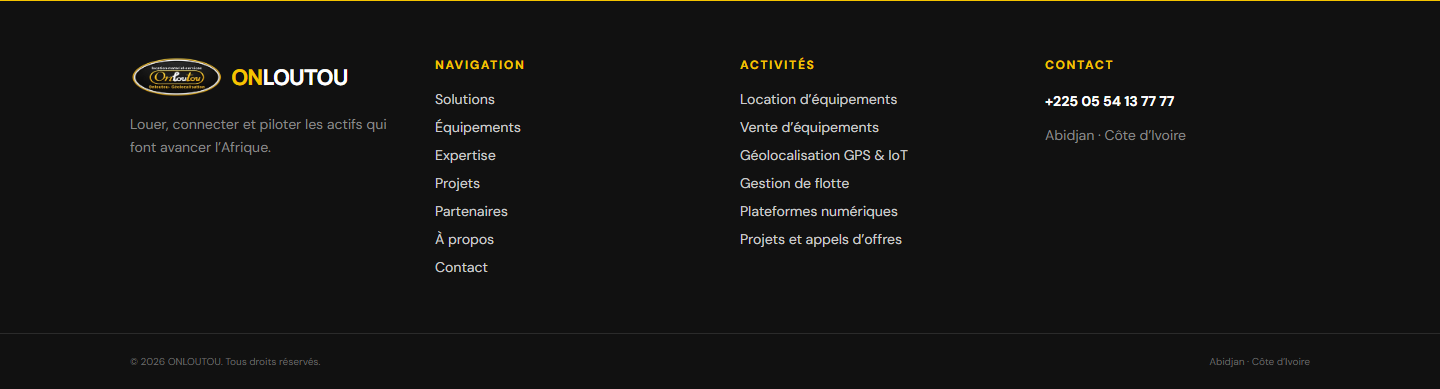 Onloutou
ONLOUTOU
Louer, connecter et piloter les actifs qui
font avancer l’Afrique.
NAVIGATION
Solutions
Équipements
Expertise
Projets
Partenaires
À propos
Contact
ACTIVITÉS
Location d’équipements
Vente d’équipements
Géolocalisation GPS & IoT
Gestion de flotte
Plateformes numériques
Projets et appels d’offres
CONTACT
+225 05 54 13 77 77
Abidjan · Côte d’Ivoire
© 2026 ONLOUTOU. Tous droits réservés.
Abidjan · Côte d’Ivoire